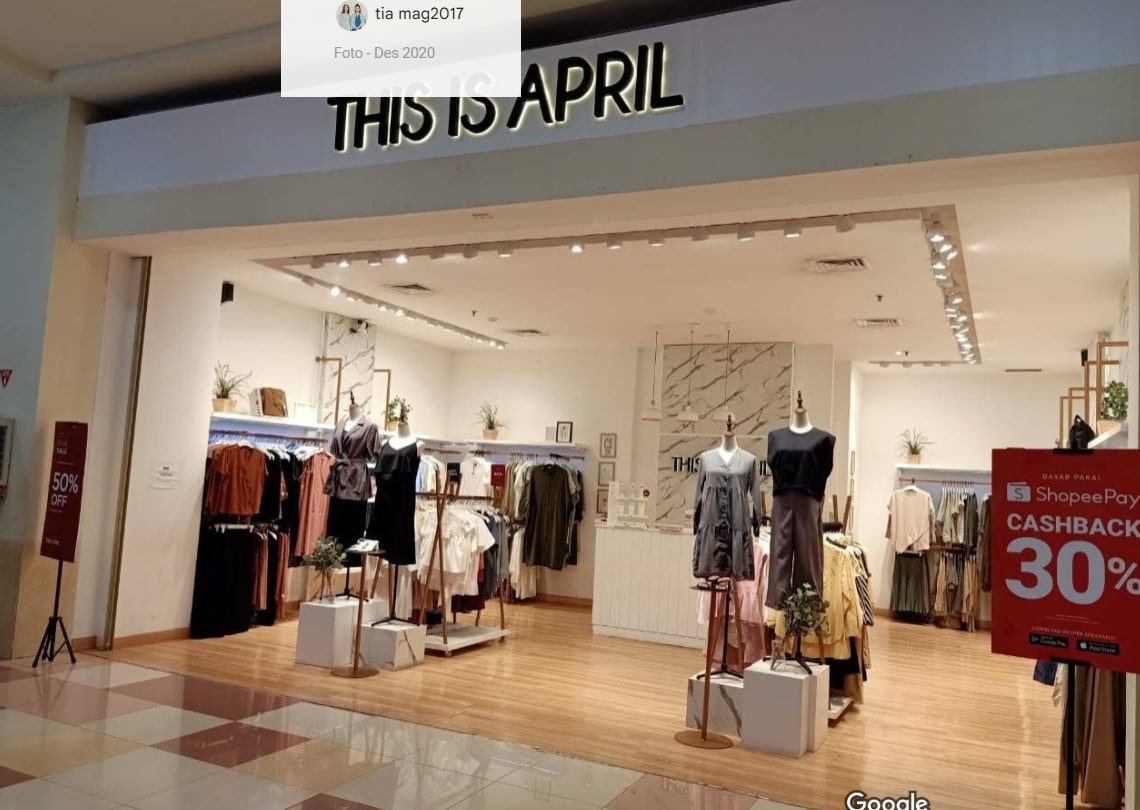 tia mag2017
Foto - Des 2020
THIS IS APRIL
SALE
50%
OFF
THIS
BAYAR PAKAI
ShopeePay
CASHBACK
30%
Google Play
App Store
Google